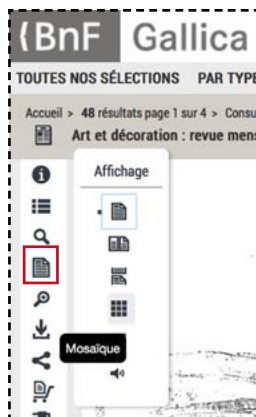 {BnF Gallica
TOUTES NOS SÉLECTIONS PAR TYPE
Accueil > 48 résultats page 1 sur 4 > Consu
Art et décoration : revue mens
Affichage
Mosaïque